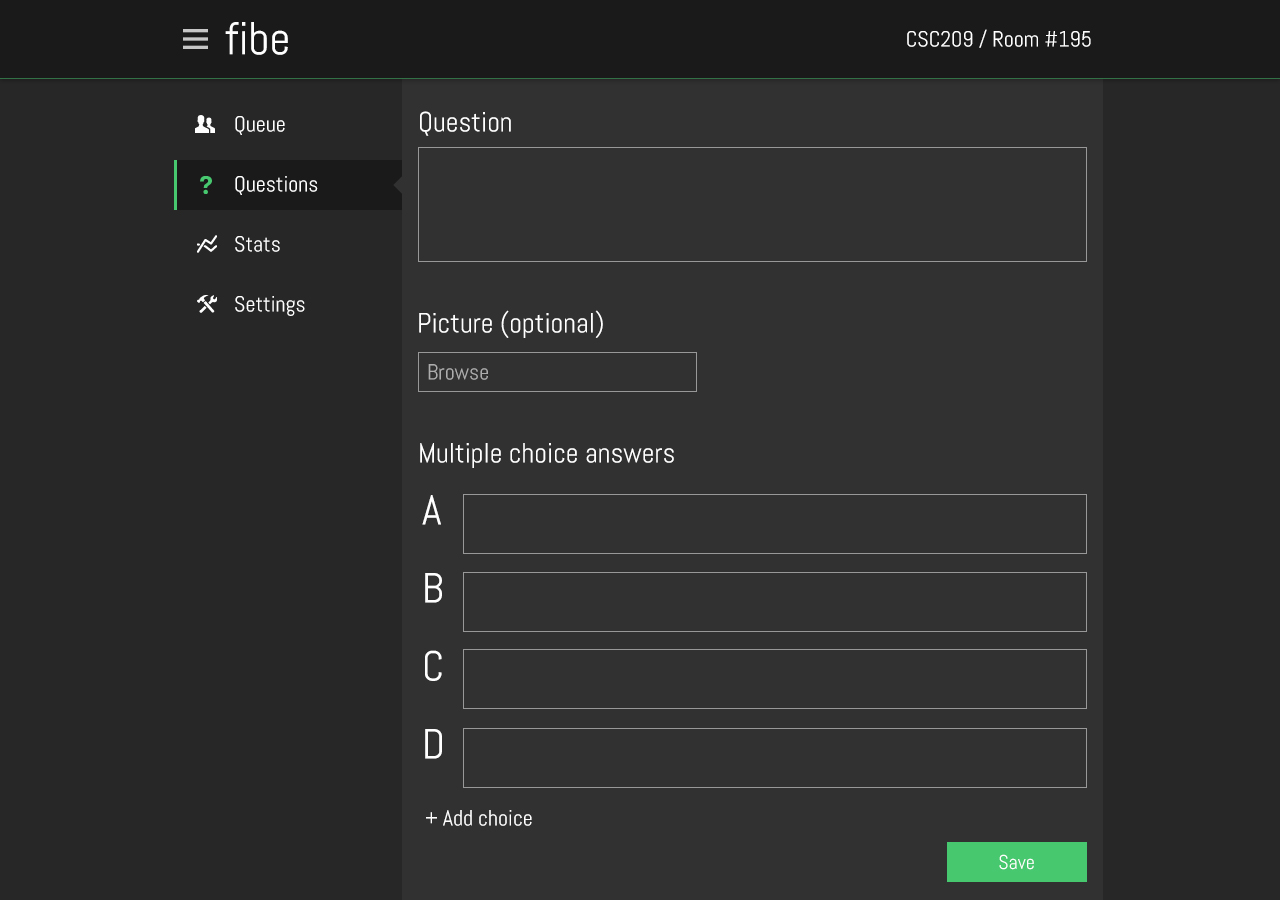 fibe
CSC209 / Room #195
Queue
Questions
Stats
Settings
Question
Picture (optional)
Browse
Multiple choice answers
A
B
C
D
+ Add choice
Save